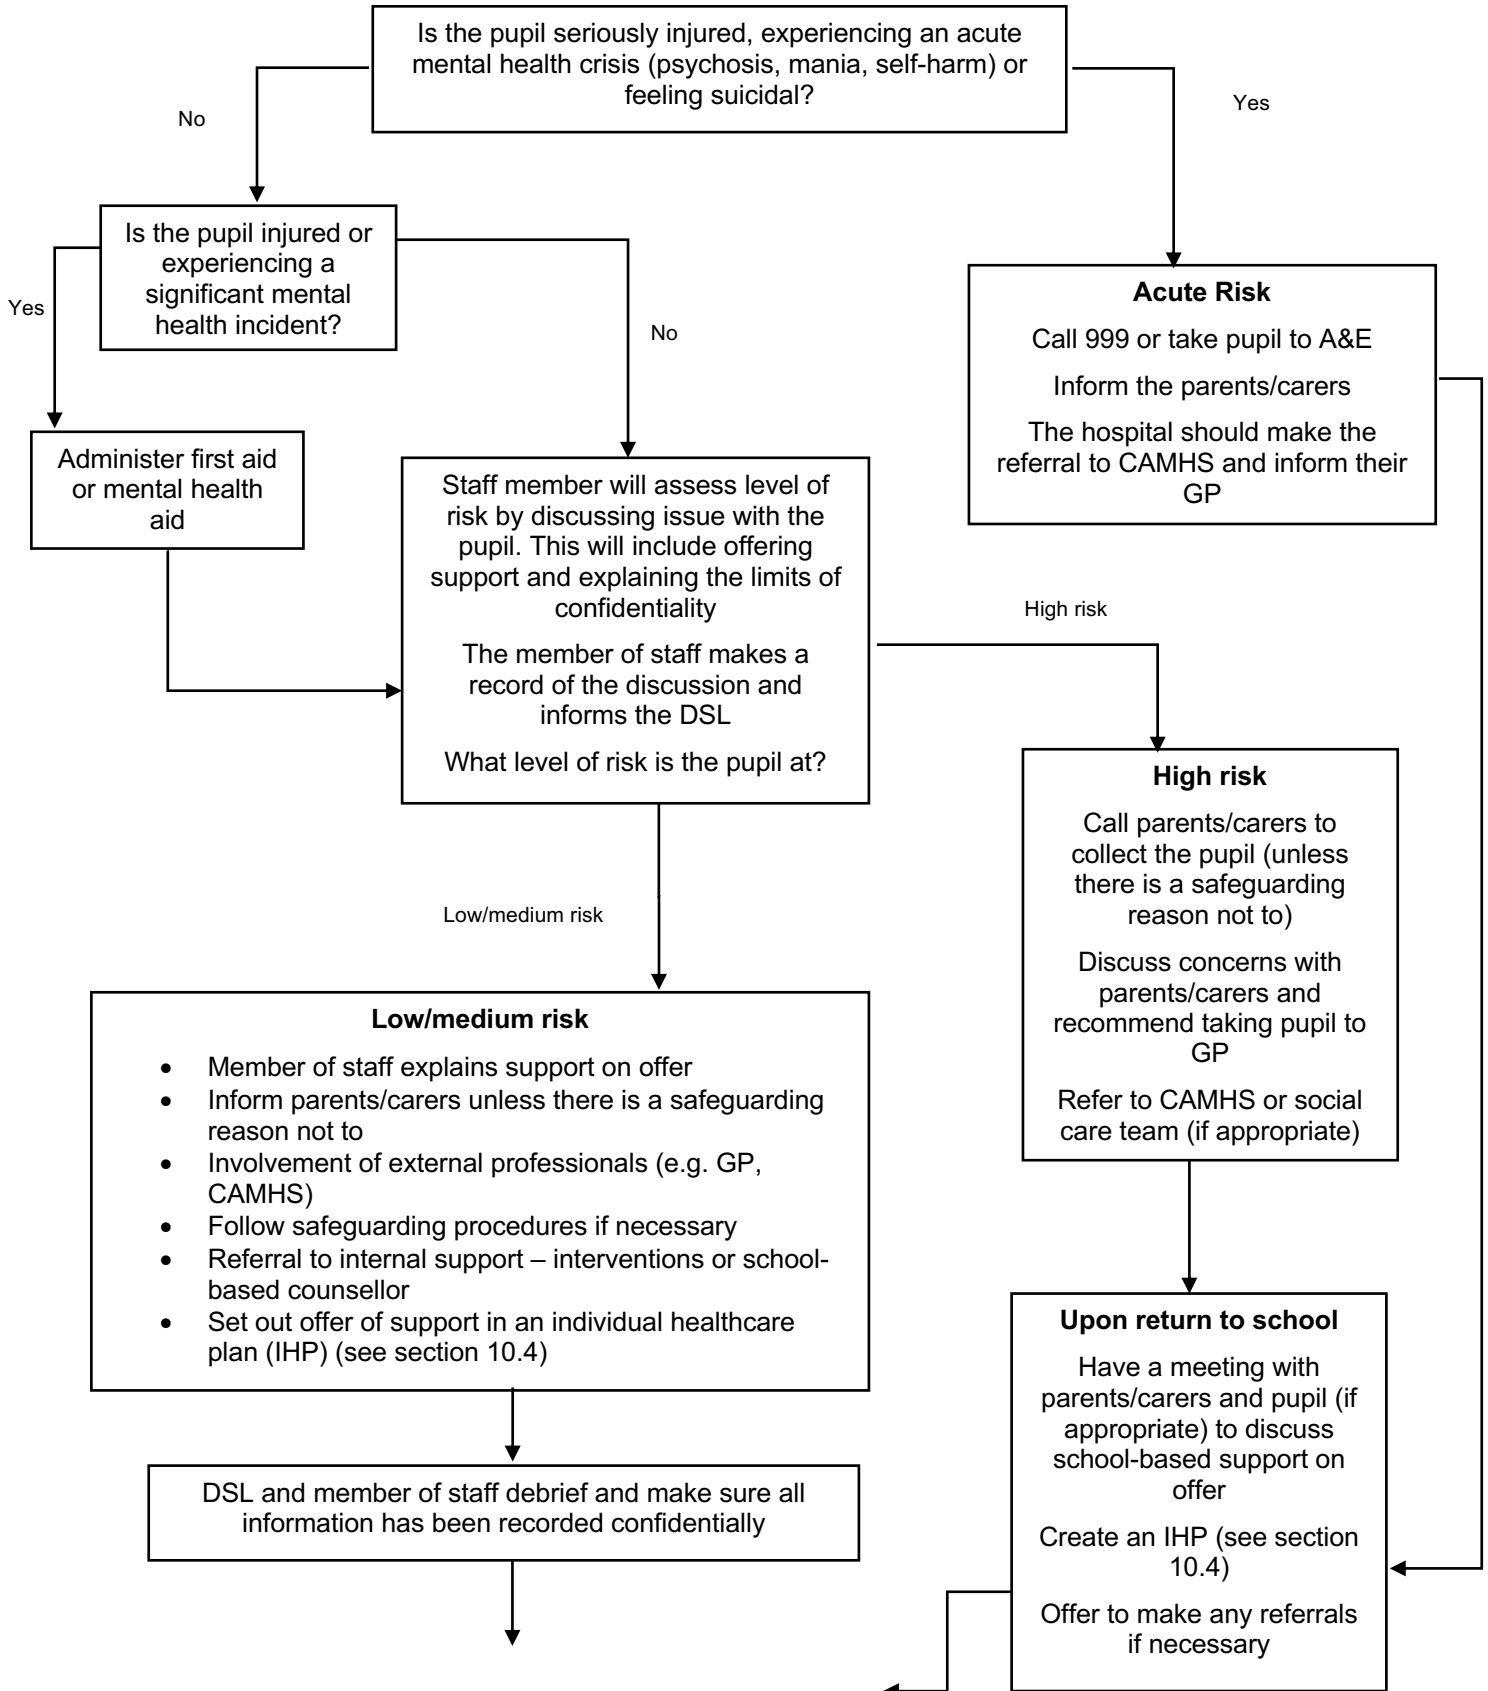 Is the pupil seriously injured, experiencing an acute
mental health crisis (psychosis, mania, self-harm) or
feeling suicidal?
No
Yes
Is the pupil injured or
experiencing a
significant mental
health incident?
Yes
No
Acute Risk
Call 999 or take pupil to A&E
Inform the parents/carers
The hospital should make the
referral to CAMHS and inform their
GP
Administer first aid
or mental health
aid
Staff member will assess level of
risk by discussing issue with the
pupil. This will include offering
support and explaining the limits of
confidentiality
The member of staff makes a
record of the discussion and
informs the DSL
What level of risk is the pupil at?
High risk
High risk
Call parents/carers to
collect the pupil (unless
there is a safeguarding
reason not to)
Discuss concerns with
parents/carers and
recommend taking pupil to
GP
Refer to CAMHS or social
care team (if appropriate)
Low/medium risk
Low/medium risk
• Member of staff explains support on offer
• Inform parents/carers unless there is a safeguarding
reason not to
• Involvement of external professionals (e.g. GP,
CAMHS)
• Follow safeguarding procedures if necessary
• Referral to internal support – interventions or school-
based counsellor
• Set out offer of support in an individual healthcare
plan (IHP) (see section 10.4)
Upon return to school
Have a meeting with
parents/carers and pupil (if
appropriate) to discuss
school-based support on
offer
Create an IHP (see section
10.4)
Offer to make any referrals
if necessary
DSL and member of staff debrief and make sure all
information has been recorded confidentially